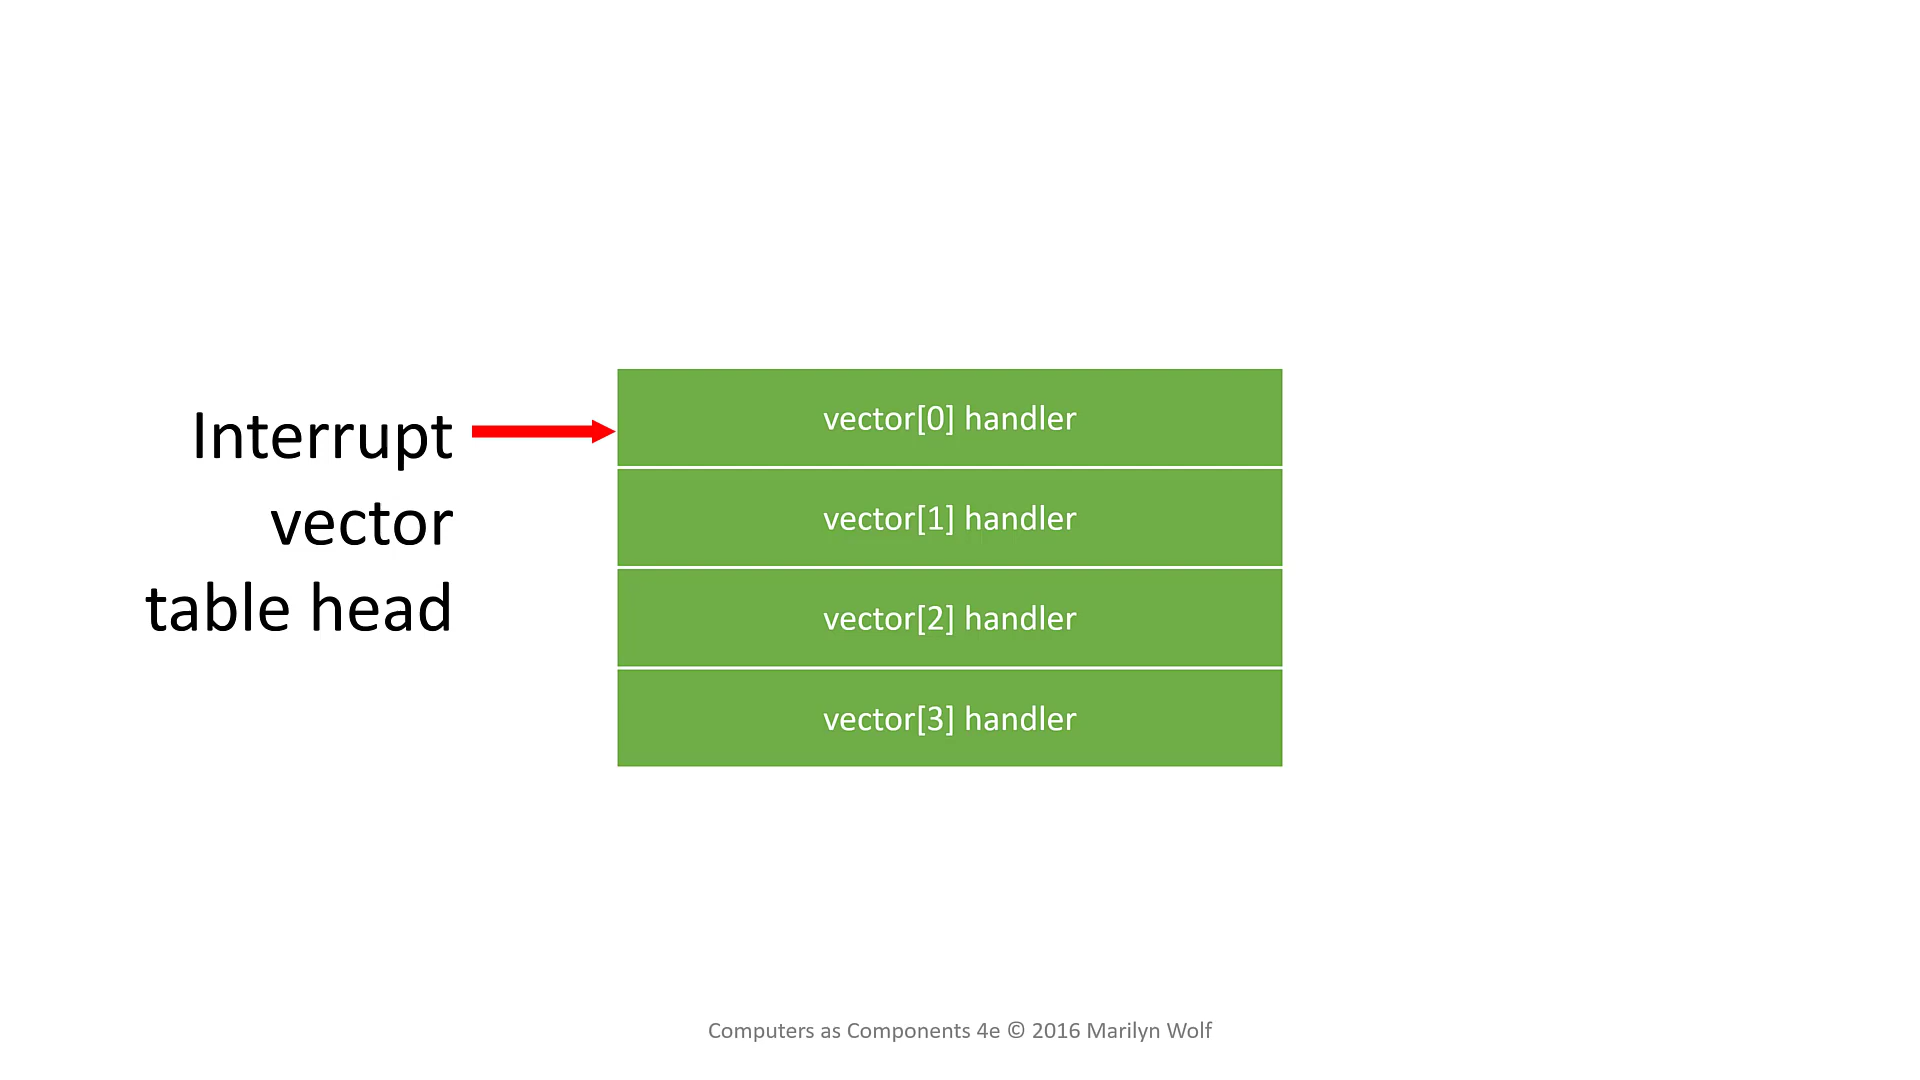 Interrupt
vector
table head
vector[0] handler
vector[1] handler
vector[2] handler
vector[3] handler
Computers as Components 4e © 2016 Marilyn Wolf